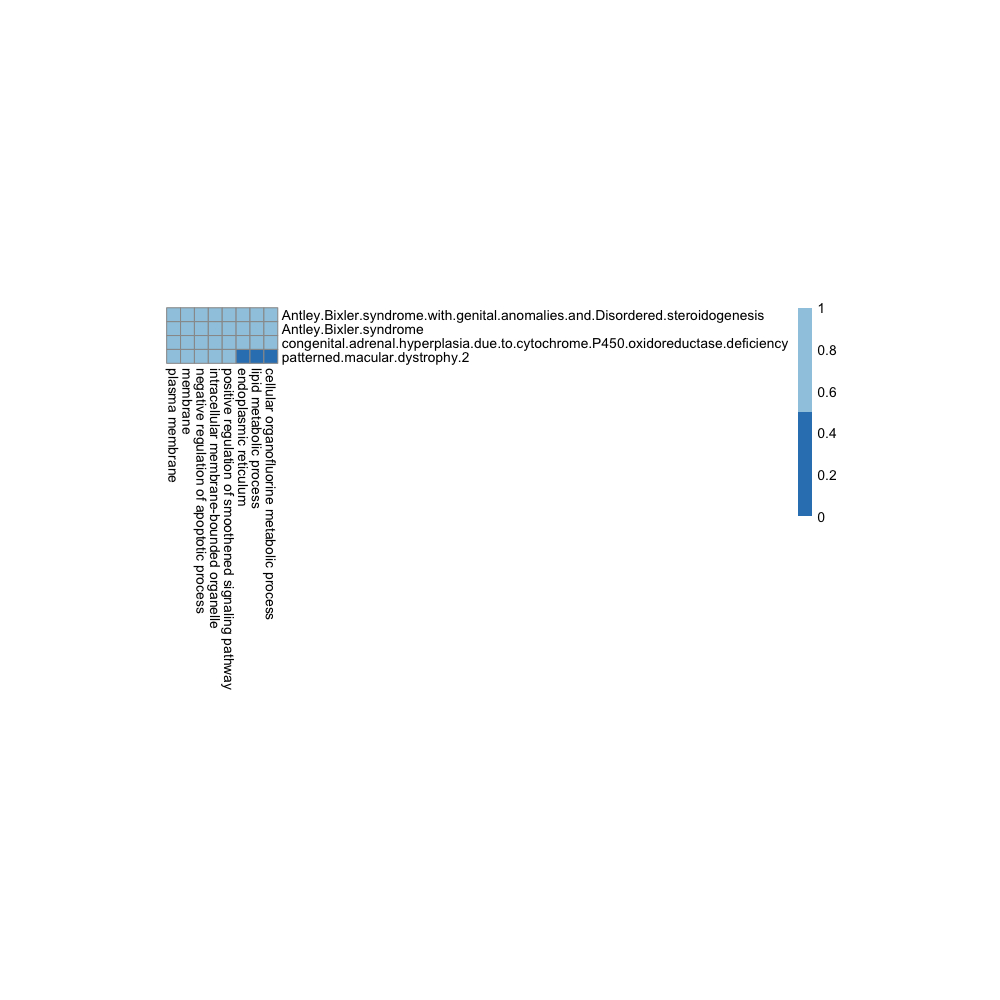 Antley.Bixler.syndrome.with.genital.anomalies.and.Disordered.steroidogenesis
Antley.Bixler.syndrome
congenital.adrenal.hyperplasia.due.to.cytochrome.P450.oxidoreductase.deficiency
patterned.macular.dystrophy.2
plasma membrane
membrane
negative regulation of apoptotic process
intracellular membrane-bounded organelle
positive regulation of smoothened signaling pathway
endoplasmic reticulum
lipid metabolic process
cellular organofluorine metabolic process
1
0.8
0.6
0.4
0.2
0